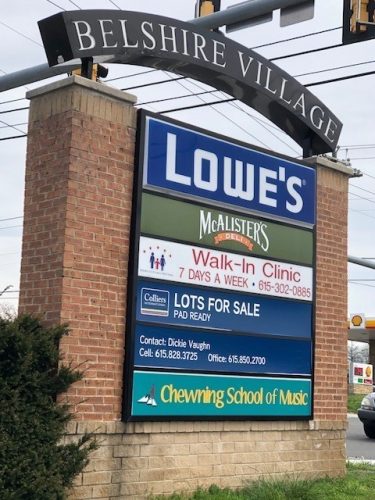 BELSHIRE VILLAGE
LOWE'S
McALISTER'S
DELI
Walk-In Clinic
7 DAYS A WEEK • 615-302-0885
Colliers
LOTS FOR SALE
PAD READY
Contact: Dickie Vaughn
Cell: 615.828.3725 Office: 615.850.2700
Chewning School of Music